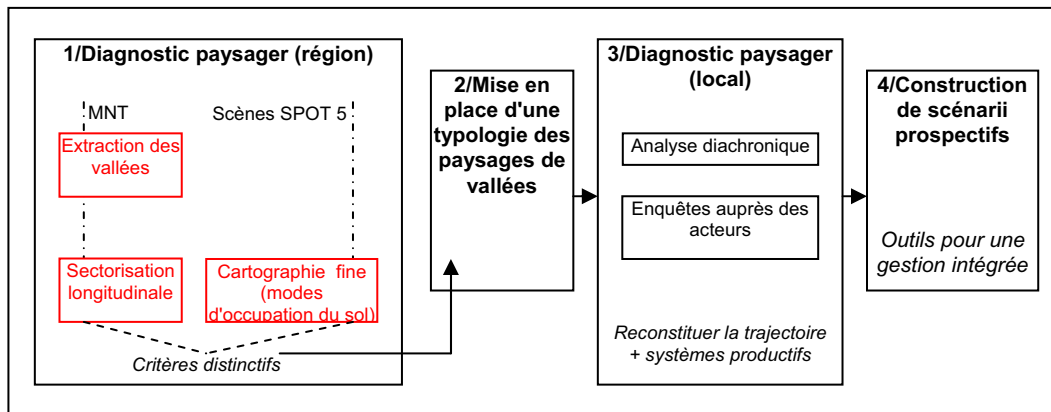 1/Diagnostic paysager (région)
MNT
Scènes SPOT 5
Extraction des
vallées
Sectorisation
longitudinale
Cartographie fine
(modes
d'occupation du sol)
Critères distinctifs
2/Mise en
place d'une
typologie des
paysages de
vallées
3/Diagnostic paysager
(local)
Analyse diachronique
Enquêtes auprès des
acteurs
Reconstituer la trajectoire
+ systèmes productifs
4/Construction
de scénarii
prospectifs
Outils pour une
gestion intégrée